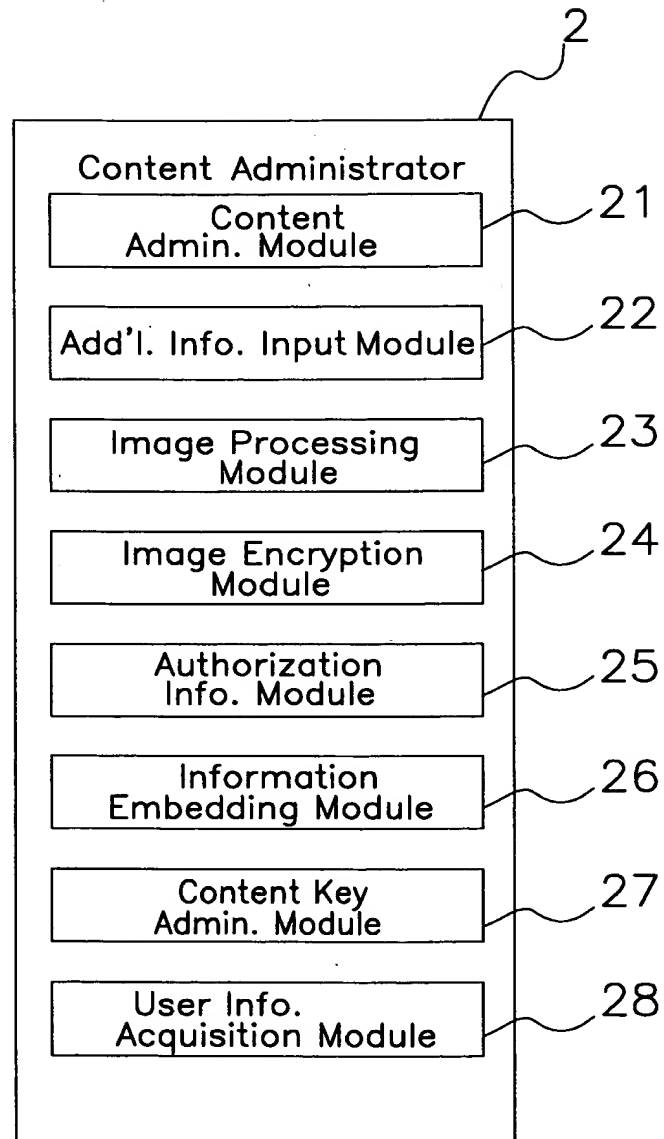 2
Content Administrator
Content
Admin. Module
21
Add'l. Info. Input Module
22
Image Processing
Module
23
Image Encryption
Module
24
Authorization
Info. Module
25
Information
Embedding Module
26
Content Key
Admin. Module
27
User Info.
Acquisition Module
28